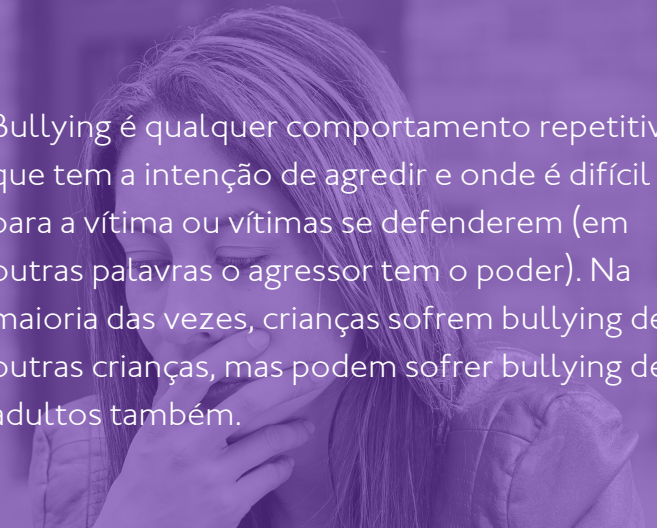 Bullying é qualquer comportamento repetitiv
que tem a intenção de agredir e onde é difícil
para a vítima ou vítimas se defenderem (em
outras palavras o agressor tem o poder). Na
maioria das vezes, crianças sofrem bullying de
outras crianças, mas podem sofrer bullying de
adultos também.